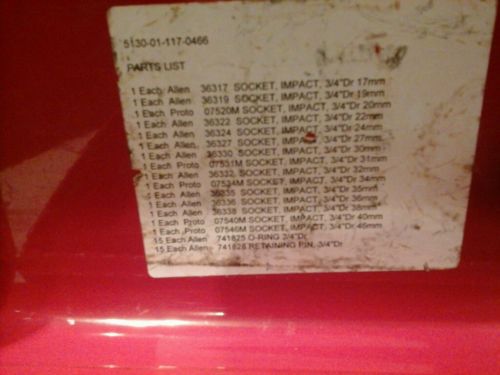 5130-01-117-0466
PARTS LIST
1 Each Allen 36317 SOCKET, IMPACT, 3/4"Dr 17mm
1 Each Allen 36319 SOCKET, IMPACT, 3/4"Dr 19mm
1 Each Proto 07520M SOCKET, IMPACT, 3/4"Dr 20mm
1 Each Allen 36322 SOCKET, IMPACT, 3/4"Dr 22mm
1 Each Allen 36324 SOCKET, IMPACT, 3/4"Dr 24mm
1 Each Allen 36327 SOCKET, IMPACT, 3/4"Dr 27mm
1 Each Allen 36330 SOCKET, IMPACT, 3/4"Dr 30mm
1 Each Proto 07531M SOCKET, IMPACT, 3/4"Dr 31mm
1 Each Allen 36332 SOCKET, IMPACT, 3/4"Dr 32mm
1 Each Proto 07534M SOCKET, IMPACT, 3/4"Dr 34mm
1 Each Allen 36335 SOCKET, IMPACT, 3/4"Dr 35mm
1 Each Allen 36336 SOCKET, IMPACT, 3/4"Dr 36mm
1 Each Allen 36338 SOCKET, IMPACT, 3/4"Dr 38mm
1 Each Proto 07540M SOCKET, IMPACT, 3/4"Dr 40mm
1 Each Proto 07546M SOCKET, IMPACT, 3/4"Dr 46mm
15 Each Allen 741825 O-RING 3/4"Dr
15 Each Allen 741828 RETAINING PIN, 3/4"Dr